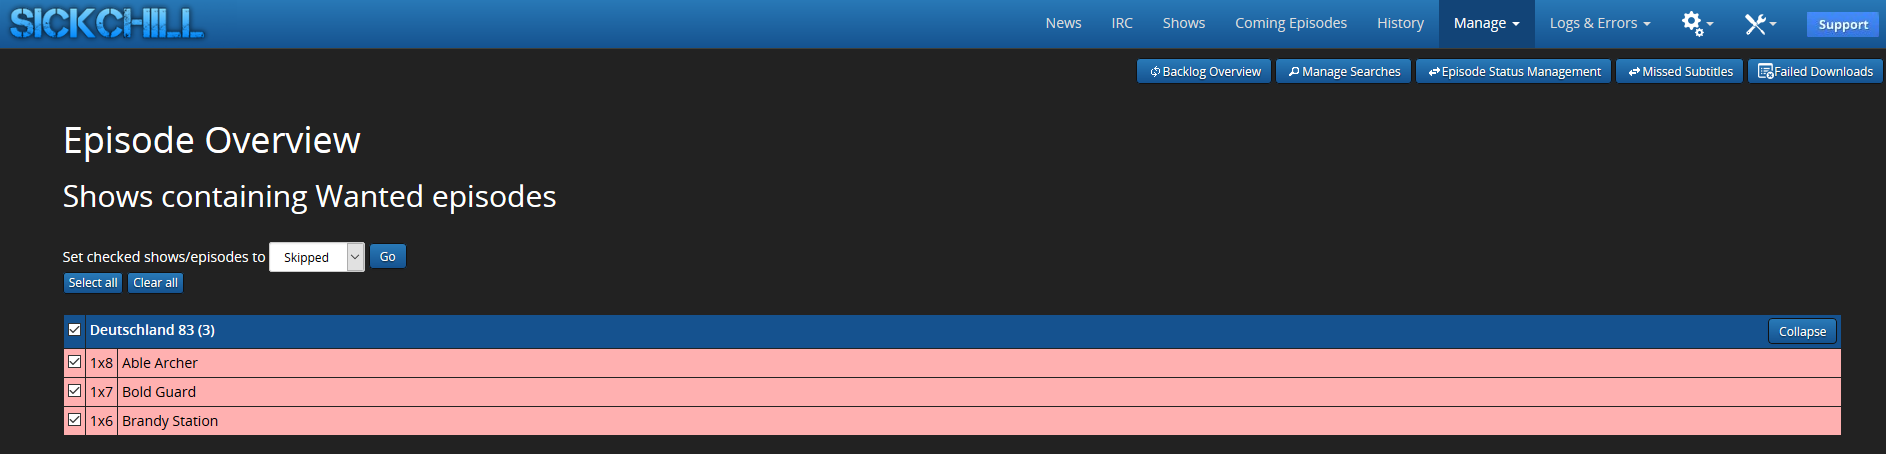 SICKCHILL
News IRC Shows Coming Episodes History Manage Logs & Errors Support
Backlog Overview Manage Searches Episode Status Management Missed Subtitles Failed Downloads
Episode Overview
Shows containing Wanted episodes
Set checked shows/episodes to Skipped Go
Select all Clear all
Deutschland 83 (3) Collapse
1x8 Able Archer
1x7 Bold Guard
1x6 Brandy Station